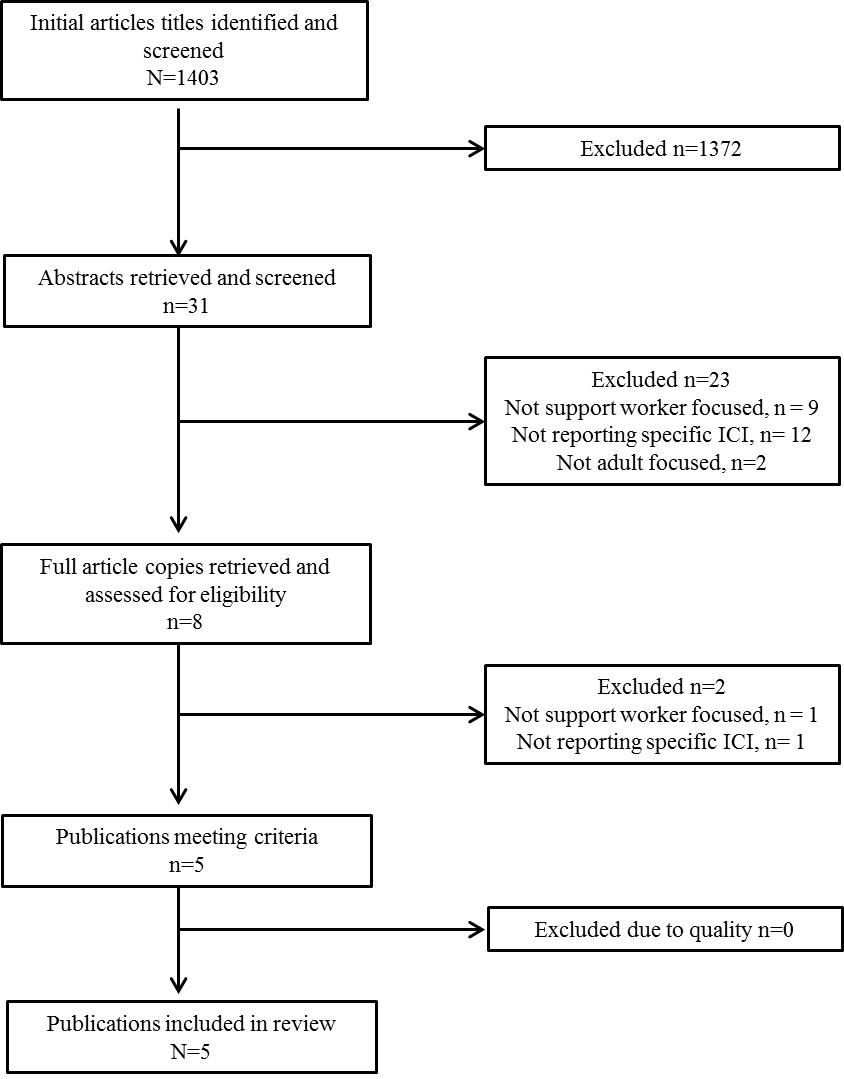 Initial articles titles identified and
screened
N=1403
Excluded n=1372
Abstracts retrieved and screened
n=31
Excluded n=23
Not support worker focused, n = 9
Not reporting specific ICI, n= 12
Not adult focused, n=2
Full article copies retrieved and
assessed for eligibility
n=8
Excluded n=2
Not support worker focused, n = 1
Not reporting specific ICI, n= 1
Publications meeting criteria
n=5
Excluded due to quality n=0
Publications included in review
N=5